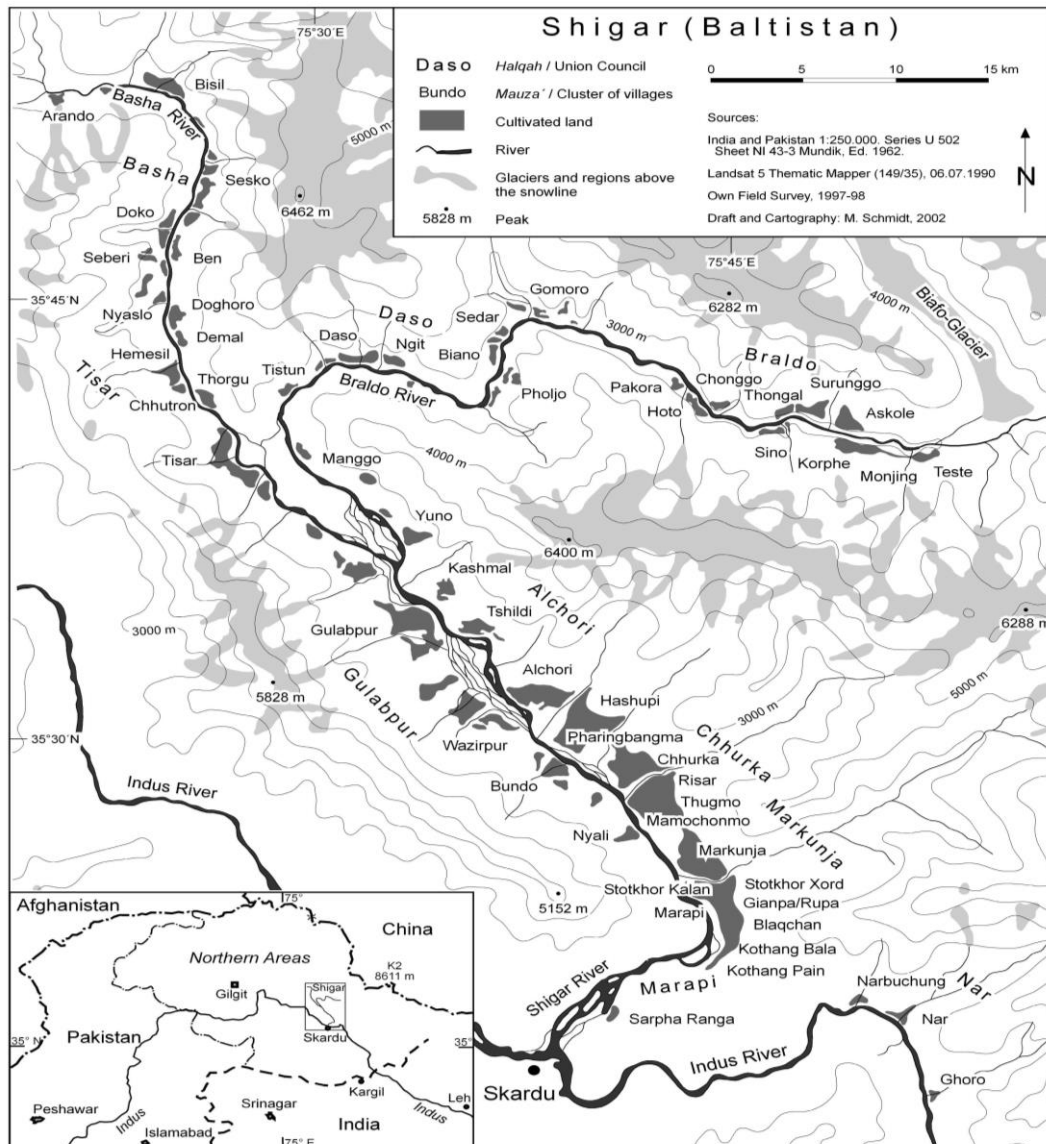 75°30´E
Shigar (Baltistan)
Daso Halqah / Union Council
Bundo Mauza´ / Cluster of villages
Cultivated land
River
Glaciers and regions above
the snowline
5828 m Peak
0 5 10 15 km
Sources:
India and Pakistan 1:250.000. Series U 502
Sheet NI 43-3 Mundik, Ed. 1962.
Landsat 5 Thematic Mapper (149/35), 06.07.1990
Own Field Survey, 1997-98
Draft and Cartography: M. Schmidt, 2002
N
Bisil
Basha River
Arando
5000 m
Basha
Sesko
6462 m
Doko
Seberi
Ben
75°45´E
35°45´N
Nyaslo
Doghoro
Demal
Hemesil
Tisar
Thorgu
Chhutron
Tisar
Daso
Daso
Ngit
Tistun
Braldo River
Sedar
Gomoro
Biano
Pholjo
3000 m
6282 m
4000 m
Biafo-Glacier
Braldo
Pakora
Chonggo
Surunggo
Hoto
Thongal
Askole
Sino
Korphe
Monjing
Teste
Manggo
4000 m
Yuno
6400 m
Kashmal
Alchori
Tshildi
3000 m
Gulabpur
6288 m
5828 m
Gulabpur
Alchori
Hashupi
5000 m
3000 m
35°30´N
Wazirpur
Pharingbangma
Chhurka
Chhurka
Risar
Bundo
Thugmo
Mamochonmo
Markunja
Nyali
Markunja
Indus River
5152 m
Stotkhor Kalan
Stotkhor Xord
Gianpa/Rupa
Marapi
Blaqchan
Kothang Bala
Kothang Pain
Shigar River
Marapi
Narbuchung
Nar
Nar
Sarpha Ranga
Indus River
Skardu
Ghoro
Afghanistan
75°
China
Northern Areas
K2
8611 m
Gilgit
Shigar
35° N
Pakistan
Skardu
35°
Kargil
Leh
Peshawar
Indus
Srinagar
Indus
Islamabad
75° E
India